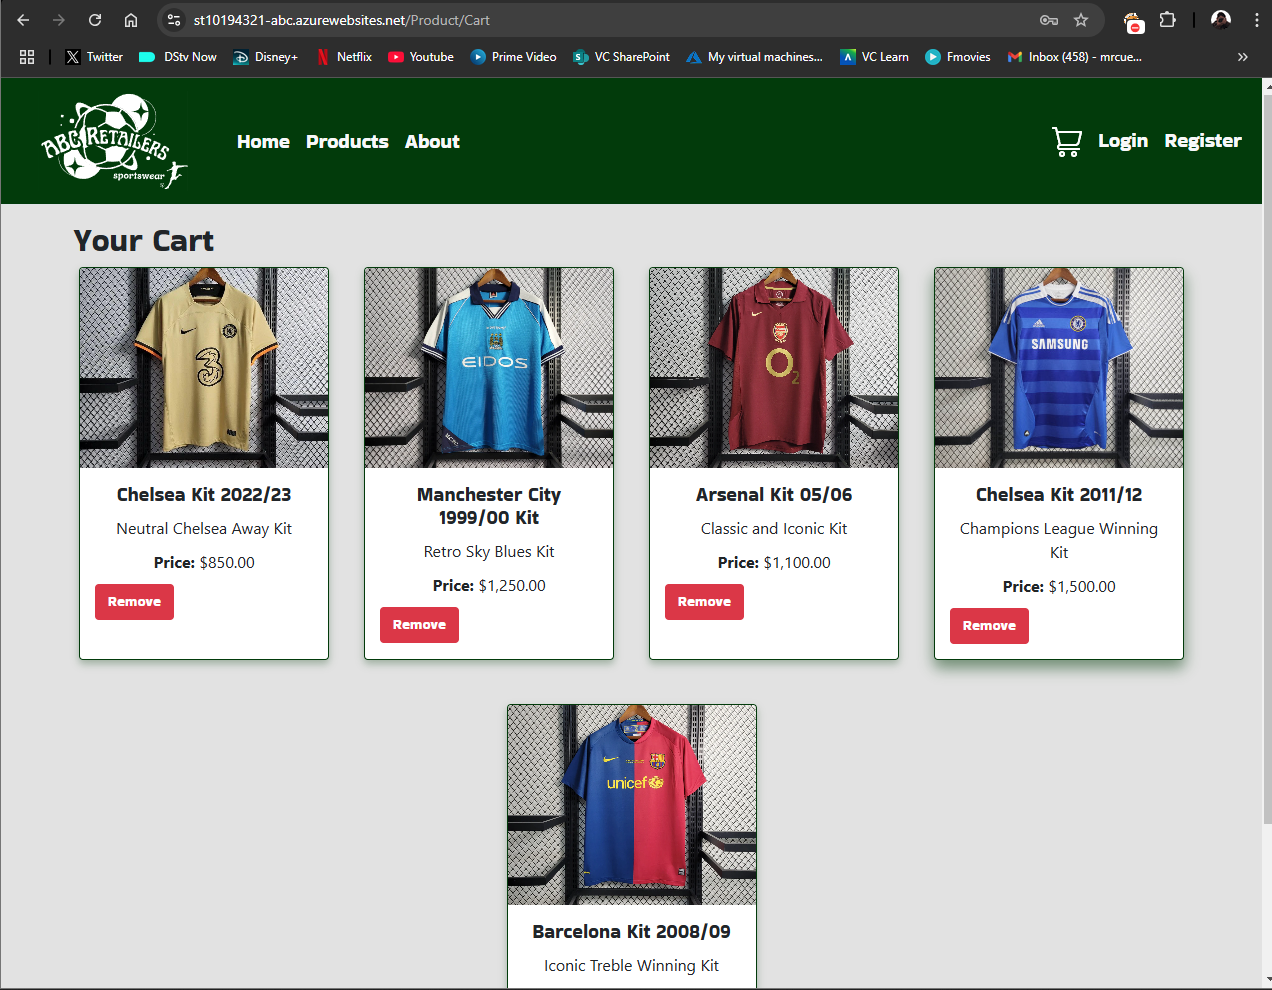 st10194321-abc.azurewebsites.net/Product/Cart
Twitter
DStv Now
Disney+
Netflix
Youtube
Prime Video
VC SharePoint
My virtual machines...
VC Learn
Fmovies
Inbox (458) - mrcue...
ABC RETAILERS
sportswear
Home
Products
About
Login
Register
Your Cart
3
EIDOS
O2
SAMSUNG
Chelsea Kit 2022/23
Neutral Chelsea Away Kit
Price: $850.00
Remove
Manchester City
1999/00 Kit
Retro Sky Blues Kit
Price: $1,250.00
Remove
Arsenal Kit 05/06
Classic and Iconic Kit
Price: $1,100.00
Remove
Chelsea Kit 2011/12
Champions League Winning
Kit
Price: $1,500.00
Remove
unicef
Barcelona Kit 2008/09
Iconic Treble Winning Kit